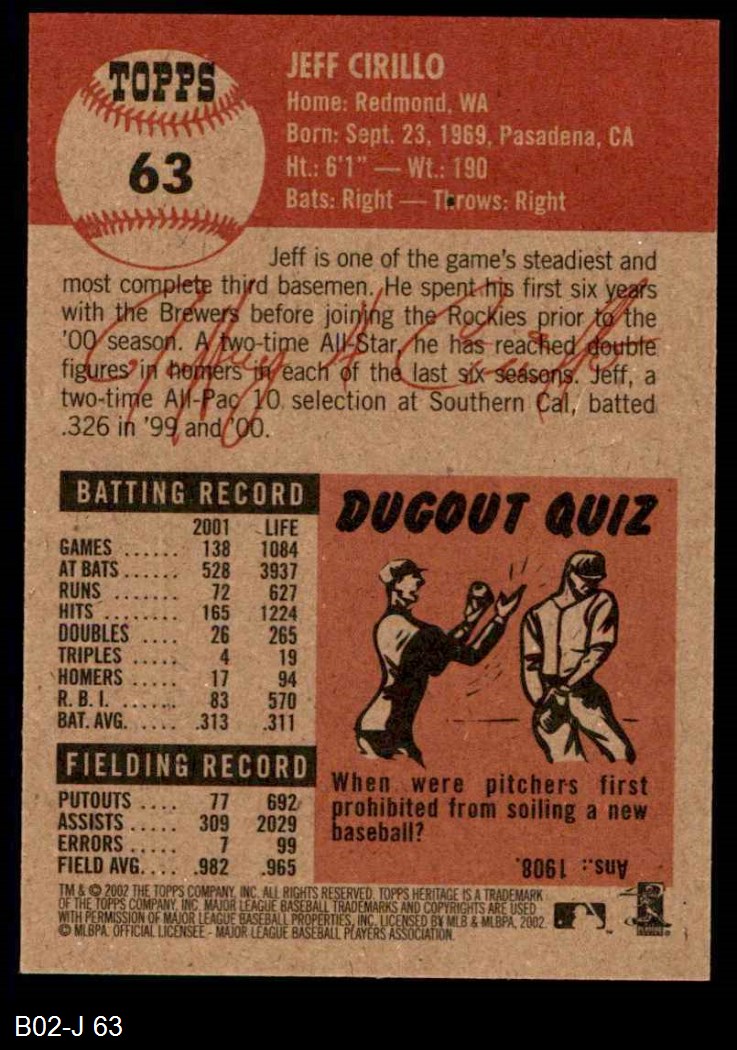 TOPPS
63
JEFF CIRILLO
Home: Redmond, WA
Born: Sept. 23, 1969, Pasadena, CA
Ht.: 6'1" — Wt.: 190
Bats: Right — Throws: Right
Jeff is one of the game's steadiest and
most complete third basemen. He spent his first six years
with the Brewers before joining the Rockies prior to the
'00 season. A two-time All-Star, he has reached double
figures in homers in each of the last six seasons. Jeff, a
two-time All-Pac 10 selection at Southern Cal, batted
.326 in '99 and '00.
BATTING RECORD
2001 LIFE
GAMES ...... 138 1084
AT BATS ...... 528 3937
RUNS ...... 72 627
HITS ........ 165 1224
DOUBLES .... 26 265
TRIPLES ..... 4 19
HOMERS ..... 17 94
R. B. I. ...... 83 570
BAT. AVG. .... .313 .311
FIELDING RECORD
PUTOUTS .... 77 692
ASSISTS ..... 309 2029
ERRORS ..... 7 99
FIELD AVG. ... .982 .965
DUGOUT QUIZ
When were pitchers first
prohibited from soiling a new
baseball?
Ans.: 1908.
TM & © 2002 THE TOPPS COMPANY, INC. ALL RIGHTS RESERVED. TOPPS HERITAGE IS A TRADEMARK
OF THE TOPPS COMPANY, INC. MAJOR LEAGUE BASEBALL TRADEMARKS AND COPYRIGHTS ARE USED
WITH PERMISSION OF MAJOR LEAGUE BASEBALL PROPERTIES, INC. LICENSED BY MLB & MLBPA, 2002.
© MLBPA. OFFICIAL LICENSEE - MAJOR LEAGUE BASEBALL PLAYERS ASSOCIATION.
B02-J 63